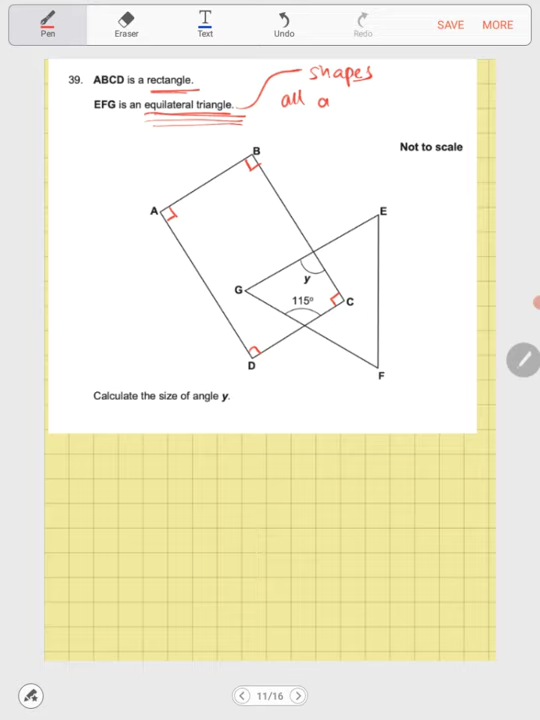 Pen
Eraser
T
Text
Undo
Redo
SAVE
MORE
39. ABCD is a rectangle.
EFG is an equilateral triangle.
shapes
all a
Not to scale
B
A
E
G
y
115º
C
D
F
Calculate the size of angle y.
11/16